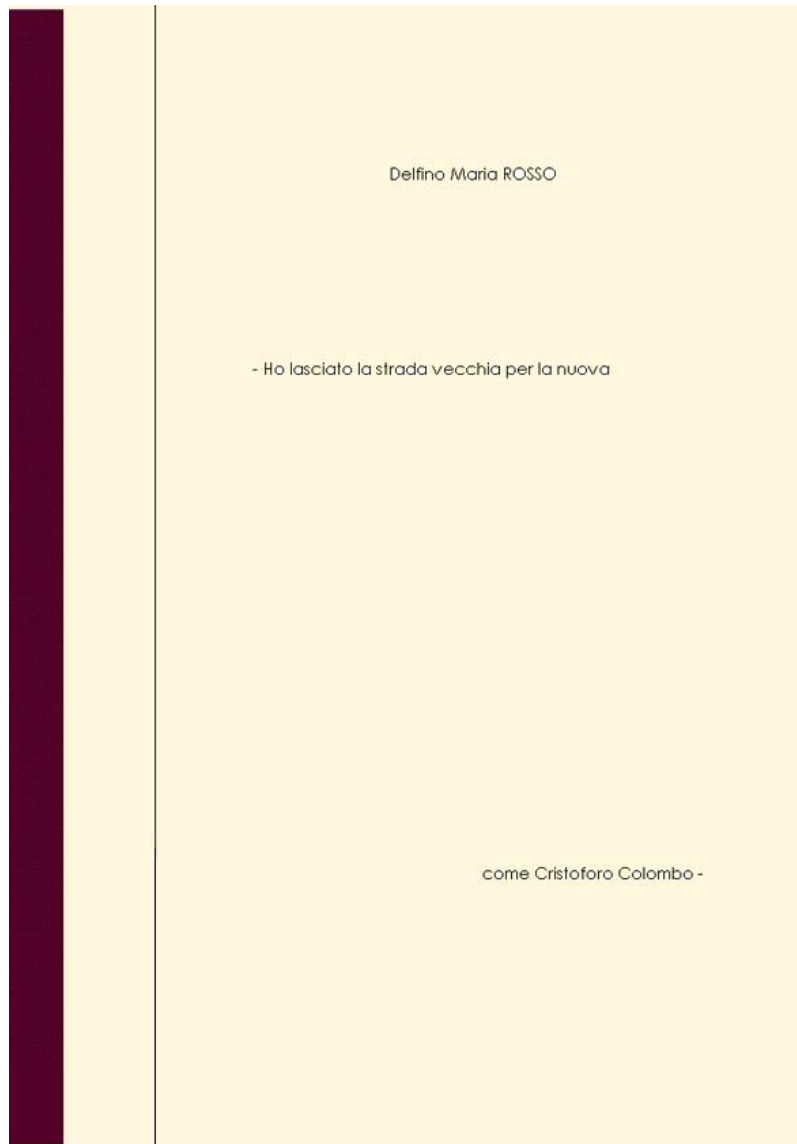 Delfino Maria ROSSO
- Ho lasciato la strada vecchia per la nuova
come Cristoforo Colombo -